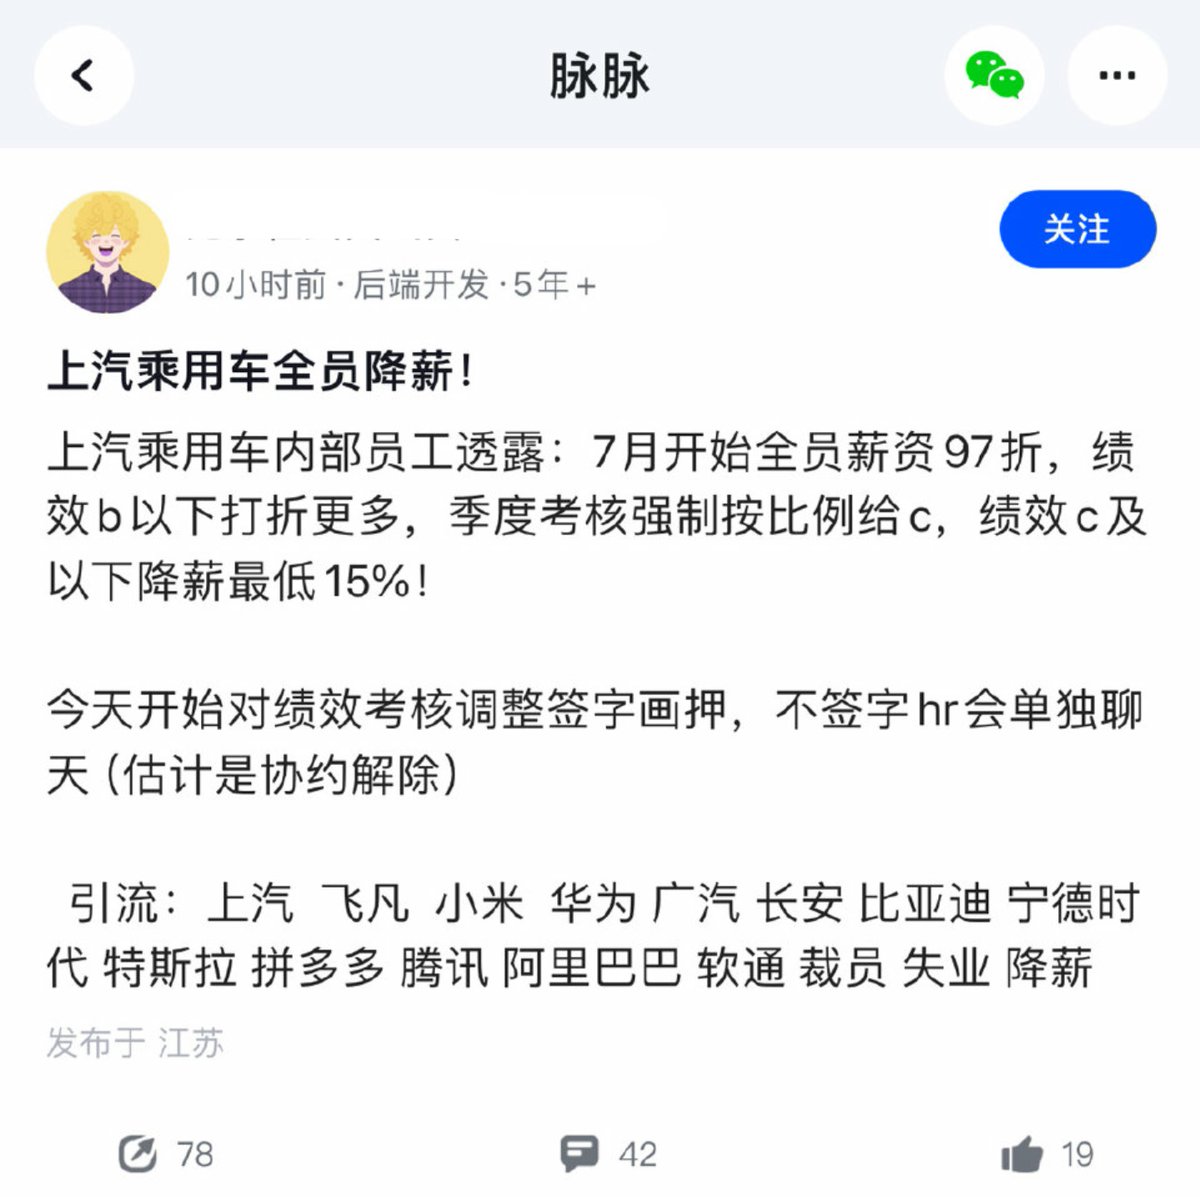 脉脉
关注
10小时前·后端开发·5年+
上汽乘用车全员降薪！
上汽乘用车内部员工透露：7月开始全员薪资97折，绩
效b以下打折更多，季度考核强制按比例给c，绩效c及
以下降薪最低15%！
今天开始对绩效考核调整签字画押，不签字hr会单独聊
天（估计是协约解除）
引流：上汽 飞凡 小米 华为 广汽 长安 比亚迪 宁德时
代 特斯拉 拼多多 腾讯 阿里巴巴 软通 裁员 失业 降薪
发布于 江苏
78
42
19